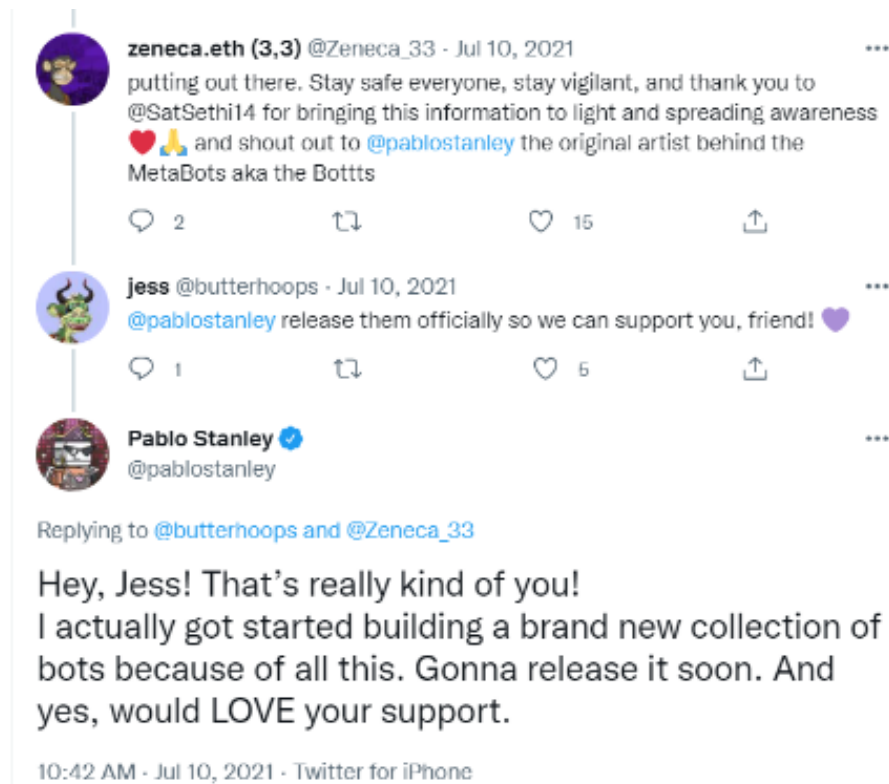 zeneca.eth (3,3) @Zeneca_33 · Jul 10, 2021
putting out there. Stay safe everyone, stay vigilant, and thank you to
@SatSethi14 for bringing this information to light and spreading awareness
❤️🙏 and shout out to @pablostanley the original artist behind the
MetaBots aka the Bottts
2 15
jess @butterhoops · Jul 10, 2021
@pablostanley release them officially so we can support you, friend! 💜
1 5
Pablo Stanley
@pablostanley
Replying to @butterhoops and @Zeneca_33
Hey, Jess! That's really kind of you!
I actually got started building a brand new collection of
bots because of all this. Gonna release it soon. And
yes, would LOVE your support.
10:42 AM · Jul 10, 2021 · Twitter for iPhone